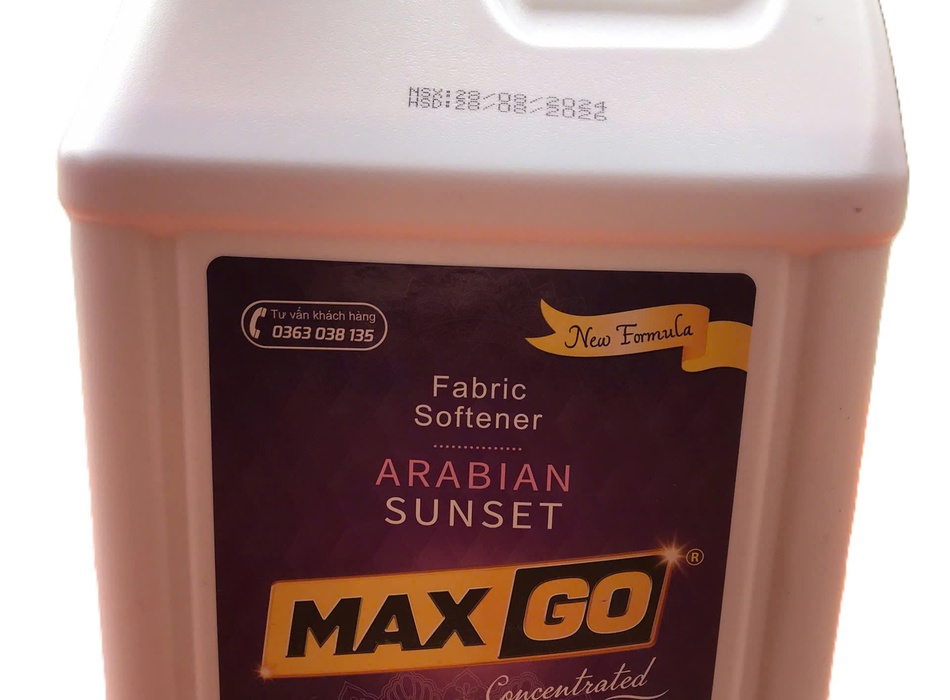 NSX:28/08/2024
HSD:28/08/2026
Tư vấn khách hàng
0363 038 135
New Formula
Fabric
Softener
ARABIAN
SUNSET
MAX GO ®
Concentrated